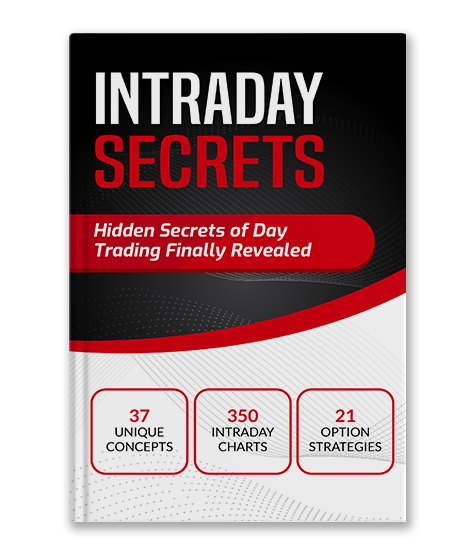 INTRADAY
SECRETS
Hidden Secrets of Day
Trading Finally Revealed
37
UNIQUE
CONCEPTS
350
INTRADAY
CHARTS
21
OPTION
STRATEGIES